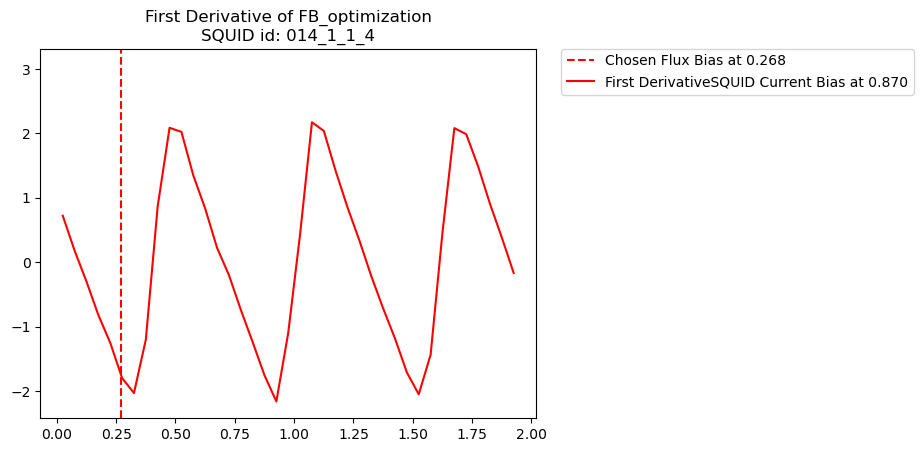 First Derivative of FB_optimization
SQUID id: 014_1_1_4
Chosen Flux Bias at 0.268
First DerivativeSQUID Current Bias at 0.870
3
2
1
0
−1
−2
0.00 0.25 0.50 0.75 1.00 1.25 1.50 1.75 2.00